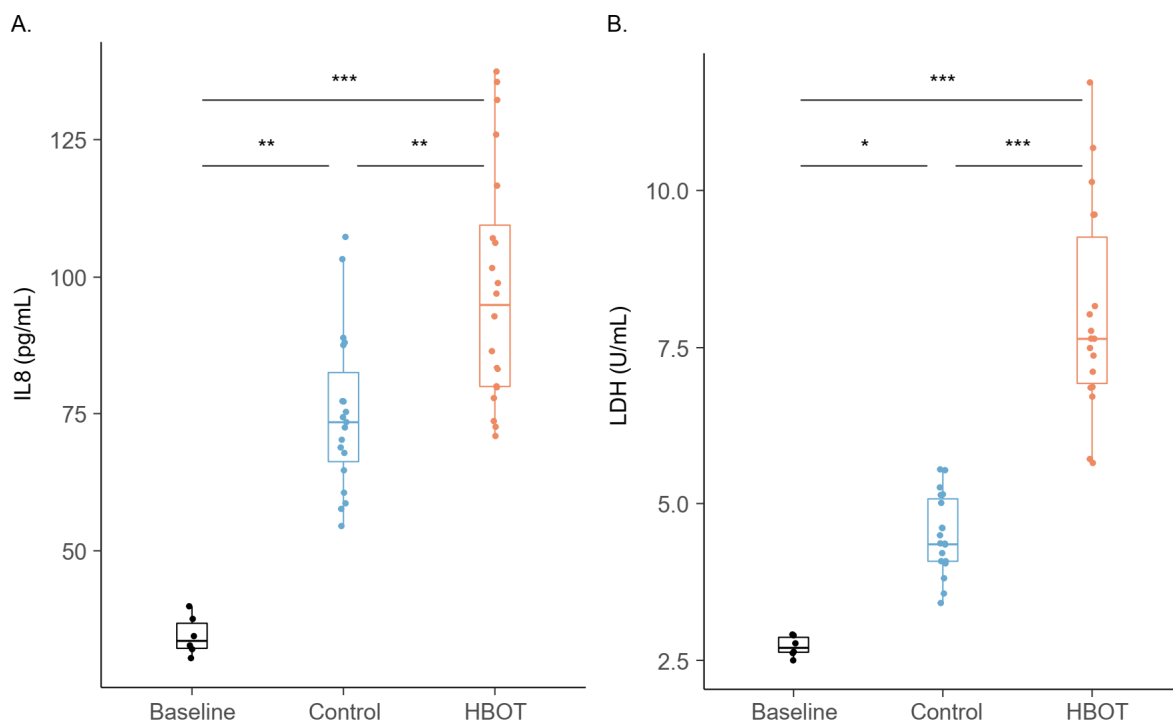 A.
IL8 (pg/mL)
125
100
75
50
***
**
**
Baseline
Control
HBOT
B.
LDH (U/mL)
10.0
7.5
5.0
2.5
***
*
***
Baseline
Control
HBOT